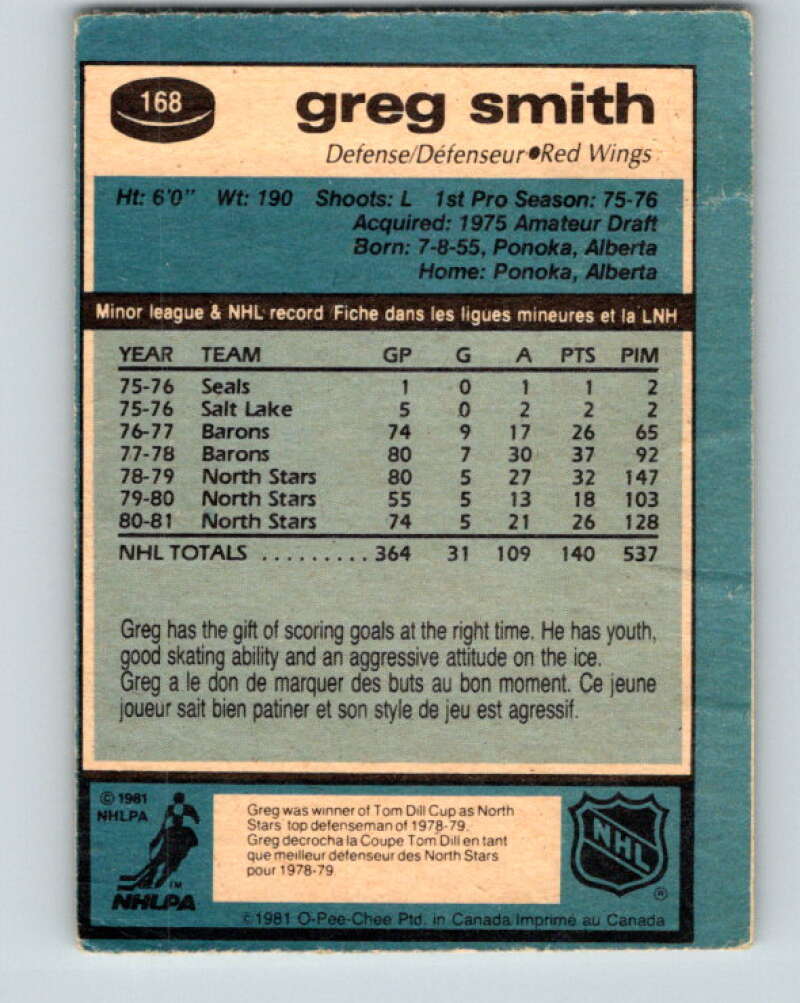 168
greg smith
Defense/Défenseur●Red Wings
Ht: 6'0" Wt: 190 Shoots: L 1st Pro Season: 75-76
Acquired: 1975 Amateur Draft
Born: 7-8-55, Ponoka, Alberta
Home: Ponoka, Alberta
Minor league & NHL record/Fiche dans les ligues mineures et la LNH
YEAR TEAM GP G A PTS PIM
75-76 Seals 1 0 1 1 2
75-76 Salt Lake 5 0 2 2 2
76-77 Barons 74 9 17 26 65
77-78 Barons 80 7 30 37 92
78-79 North Stars 80 5 27 32 147
79-80 North Stars 55 5 13 18 103
80-81 North Stars 74 5 21 26 128
NHL TOTALS ......... 364 31 109 140 537
Greg has the gift of scoring goals at the right time. He has youth,
good skating ability and an aggressive attitude on the ice.
Greg a le don de marquer des buts au bon moment. Ce jeune
joueur sait bien patiner et son style de jeu est agressif.
© 1981
NHLPA
TM
NHLPA
Greg was winner of Tom Dill Cup as North
Stars top defenseman of 1978-79.
Greg decrocha la Coupe Tom Dill en tant
que meilleur défenseur des North Stars
pour 1978-79
NHL
®
© 1981 O-Pee-Chee Ptd. in Canada Imprimé au Canada